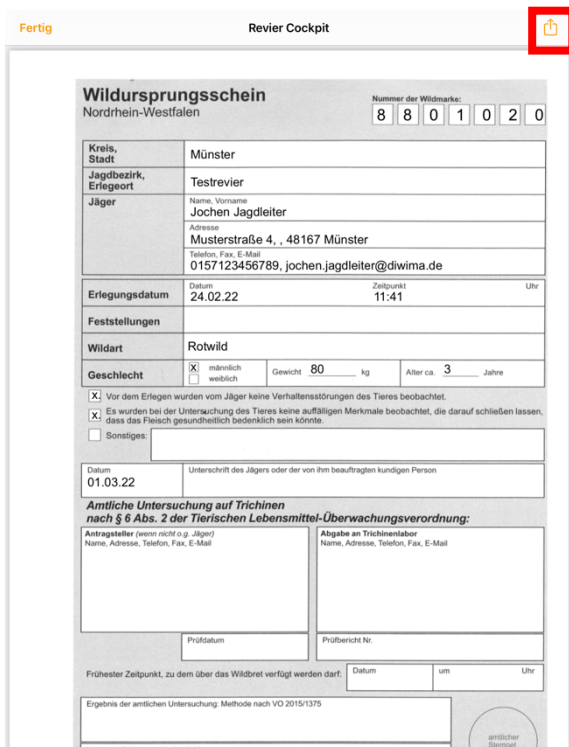 Fertig
Revier Cockpit
Wildursprungsschein
Nordrhein-Westfalen
Nummer der Wildmarke:
8 8 0 1 0 2 0
Kreis,
Stadt
Münster
Jagdbezirk,
Erlegeort
Testrevier
Jäger
Name, Vorname
Jochen Jagdleiter
Adresse
Musterstraße 4, , 48167 Münster
Telefon, Fax, E-Mail
0157123456789, jochen.jagdleiter@diwima.de
Erlegungsdatum
Datum
24.02.22
Zeitpunkt
11:41
Uhr
Feststellungen
Wildart
Rotwild
Geschlecht
X männlich
weiblich
Gewicht 80 kg
Alter ca. 3 Jahre
X. Vor dem Erlegen wurden vom Jäger keine Verhaltensstörungen des Tieres beobachtet.
X. Es wurden bei der Untersuchung des Tieres keine auffälligen Merkmale beobachtet, die darauf schließen lassen,
dass das Fleisch gesundheitlich bedenklich sein könnte.
Sonstiges:
Datum
01.03.22
Unterschrift des Jägers oder der von ihm beauftragten kundigen Person
Amtliche Untersuchung auf Trichinen
nach § 6 Abs. 2 der Tierischen Lebensmittel-Überwachungsverordnung:
Antragsteller (wenn nicht o.g. Jäger)
Name, Adresse, Telefon, Fax, E-Mail
Abgabe an Trichinenlabor
Name, Adresse, Telefon, Fax, E-Mail
Prüfdatum
Prüfbericht Nr.
Frühester Zeitpunkt, zu dem über das Wildbret verfügt werden darf:
Datum
um
Uhr
Ergebnis der amtlichen Untersuchung: Methode nach VO 2015/1375
amtlicher
Stempel